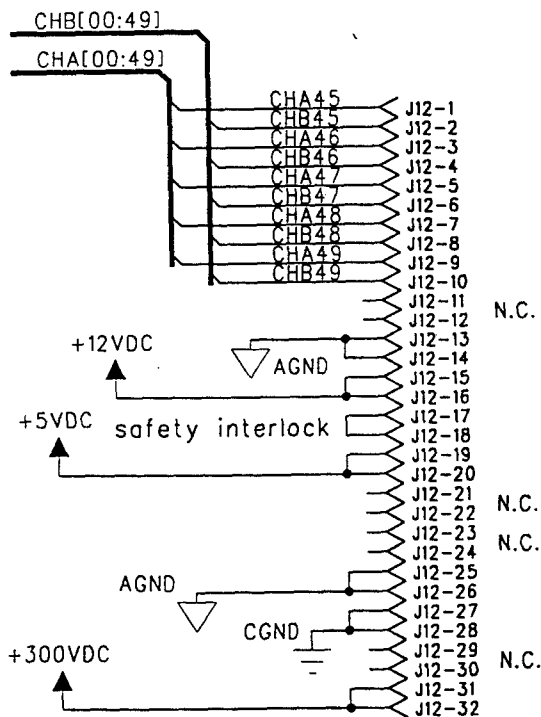 CHB[00:49]
CHA[00:49]
CHA45 J12-1
CHB45 J12-2
CHA46 J12-3
CHB46 J12-4
CHA47 J12-5
CHB47 J12-6
CHA48 J12-7
CHB48 J12-8
CHA49 J12-9
CHB49 J12-10
J12-11
N.C.
J12-12
J12-13
+12VDC
AGND
J12-14
J12-15
J12-16
+5VDC
safety interlock
J12-17
J12-18
J12-19
J12-20
J12-21
N.C.
J12-22
J12-23
N.C.
J12-24
J12-25
AGND
J12-26
J12-27
CGND
J12-28
+300VDC
J12-29
N.C.
J12-30
J12-31
J12-32